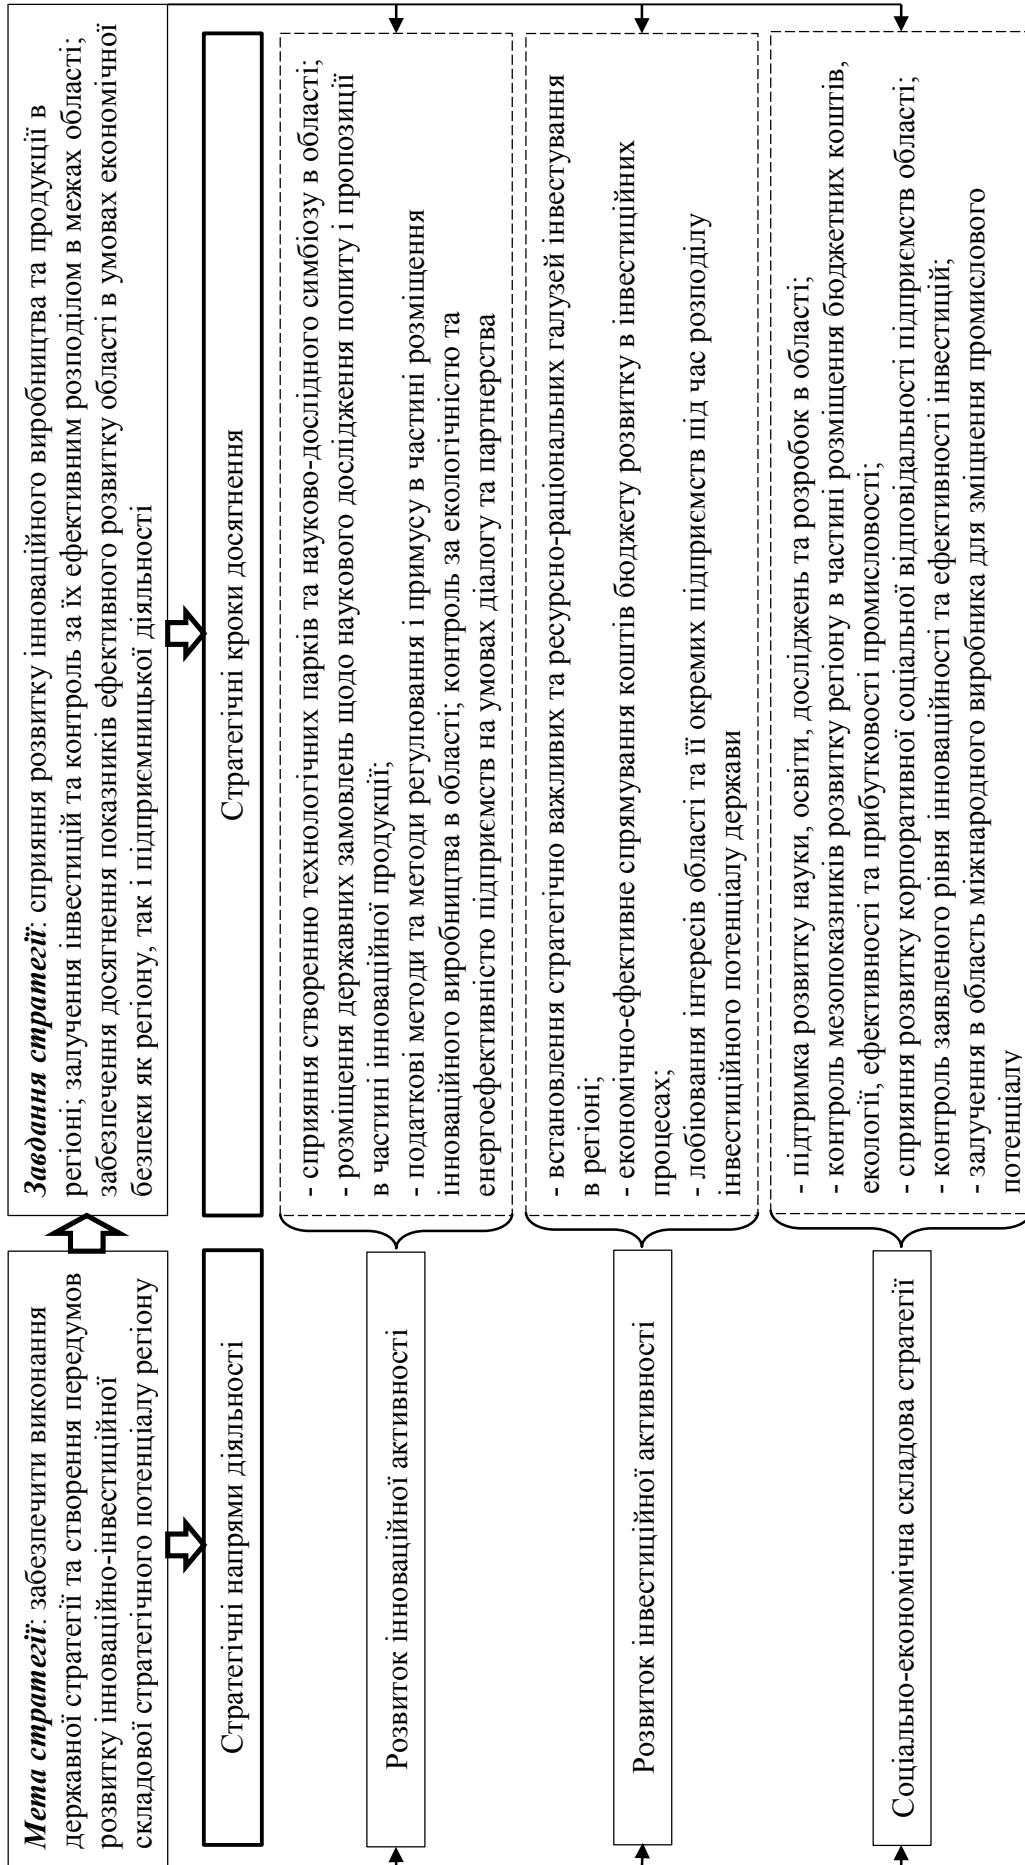 Мета стратегії: забезпечити виконання
державної стратегії та створення передумов
розвитку інноваційно-інвестиційної
складової стратегічного потенціалу регіону
Завдання стратегії: сприяння розвитку інноваційного виробництва та продукції в
регіоні; залучення інвестицій та контроль за їх ефективним розподілом в межах області;
забезпечення досягнення показників ефективного розвитку області в умовах економічної
безпеки як регіону, так і підприємницької діяльності
Стратегічні напрями діяльності
Стратегічні кроки досягнення
Розвиток інноваційної активності
- сприяння створенню технологічних парків та науково-дослідного симбіозу в області;
- розміщення державних замовлень щодо наукового дослідження попиту і пропозиції
в частині інноваційної продукції;
- податкові методи та методи регулювання і примусу в частині розміщення
інноваційного виробництва в області; контроль за екологічністю та
енергоефективністю підприємств на умовах діалогу та партнерства
Розвиток інвестиційної активності
- встановлення стратегічно важливих та ресурсно-раціональних галузей інвестування
в регіоні;
- економічно-ефективне спрямування коштів бюджету розвитку в інвестиційних
процесах;
- лобіювання інтересів області та її окремих підприємств під час розподілу
інвестиційного потенціалу держави
Соціально-економічна складова стратегії
- підтримка розвитку науки, освіти, досліджень та розробок в області;
- контроль мезопоказників розвитку регіону в частині розміщення бюджетних коштів,
екології, ефективності та прибутковості промисловості;
- сприяння розвитку корпоративної соціальної відповідальності підприємств області;
- контроль заявленого рівня інноваційності та ефективності інвестицій;
- залучення в область міжнародного виробника для зміцнення промислового
потенціалу